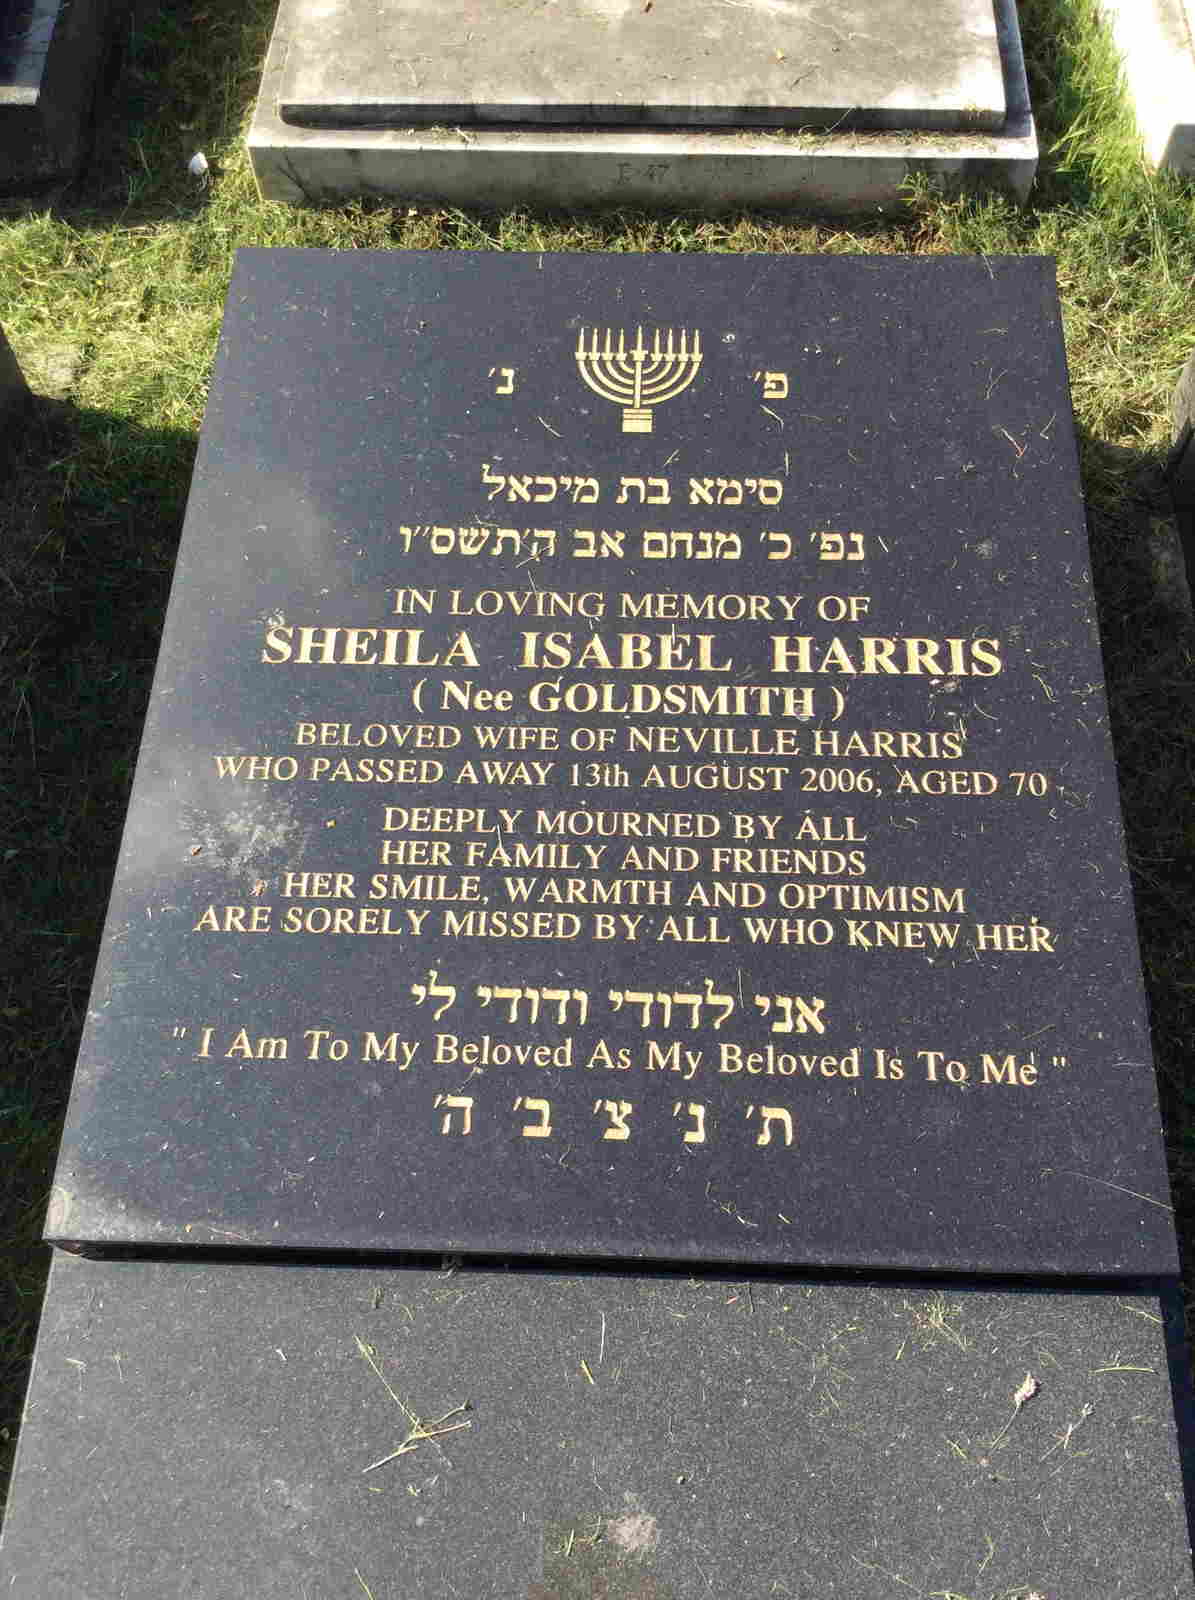 E·47
פ׳ נ׳
סימא בת מיכאל
נפ׳ כ׳ מנחם אב ה׳תשס״ו
IN LOVING MEMORY OF
SHEILA ISABEL HARRIS
( Nee GOLDSMITH )
BELOVED WIFE OF NEVILLE HARRIS
WHO PASSED AWAY 13th AUGUST 2006, AGED 70
DEEPLY MOURNED BY ALL
HER FAMILY AND FRIENDS
HER SMILE, WARMTH AND OPTIMISM
ARE SORELY MISSED BY ALL WHO KNEW HER
אני לדודי ודודי לי
" I Am To My Beloved As My Beloved Is To Me "
ת׳ נ׳ צ׳ ב׳ ה׳